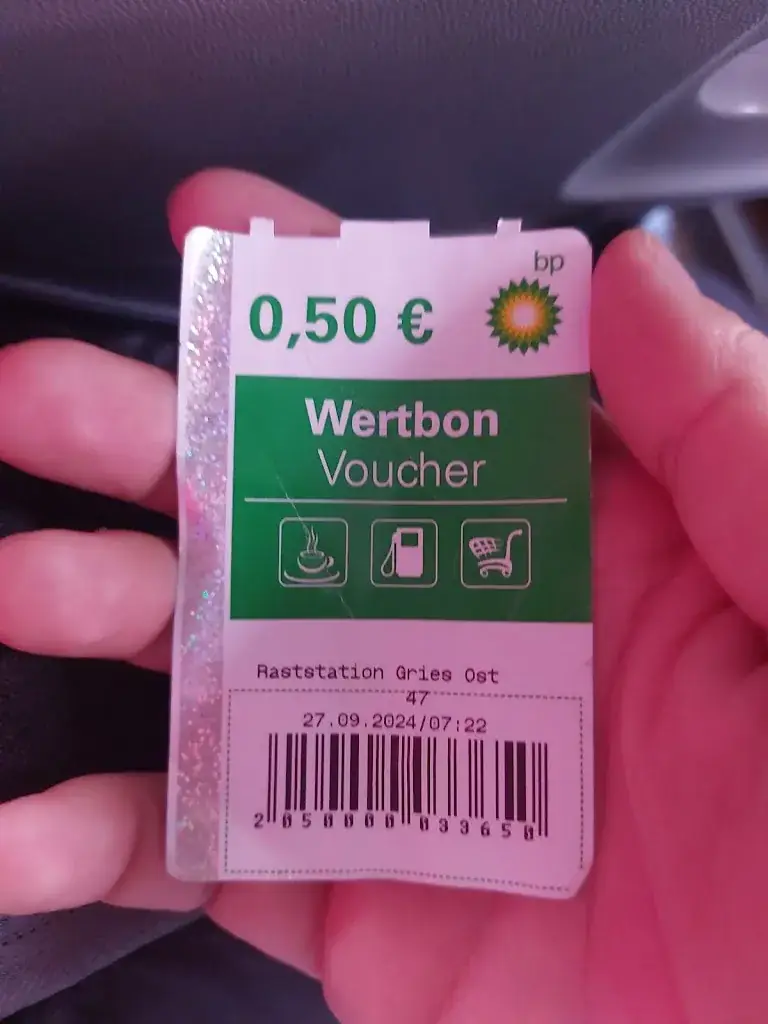 bp
0,50 €
Wertbon
Voucher
Raststation Gries Ost
47
27.09.2024/07:22
2 050000 033650